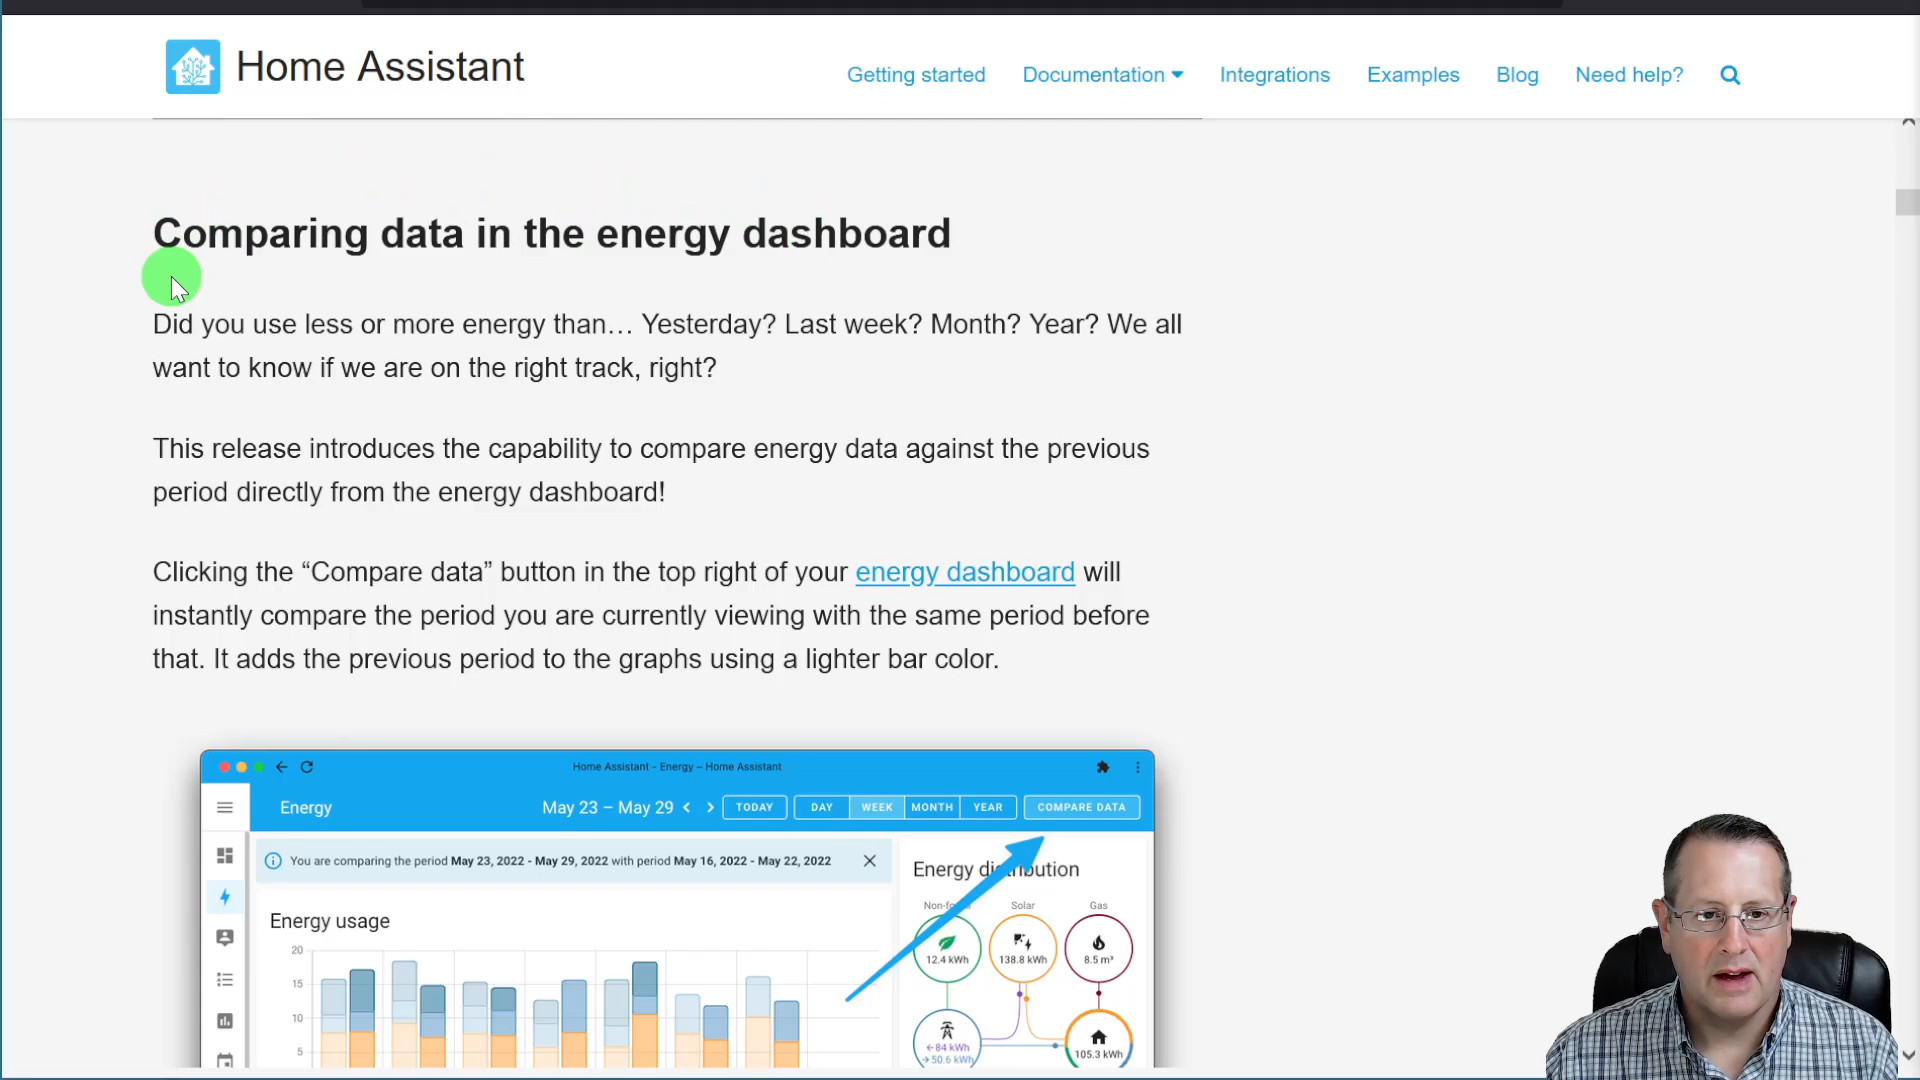 Home Assistant
Getting started Documentation Integrations Examples Blog Need help?
Comparing data in the energy dashboard
Did you use less or more energy than… Yesterday? Last week? Month? Year? We all
want to know if we are on the right track, right?
This release introduces the capability to compare energy data against the previous
period directly from the energy dashboard!
Clicking the “Compare data” button in the top right of your energy dashboard will
instantly compare the period you are currently viewing with the same period before
that. It adds the previous period to the graphs using a lighter bar color.
Home Assistant - Energy – Home Assistant
Energy
May 23 – May 29
TODAY DAY WEEK MONTH YEAR COMPARE DATA
You are comparing the period May 23, 2022 - May 29, 2022 with period May 16, 2022 - May 22, 2022
Energy usage
20
15
10
5
Energy distribution
Solar Gas
12.4 kWh 138.8 kWh 8.5 m³
←84 kWh
→50.6 kWh
105.3 kWh